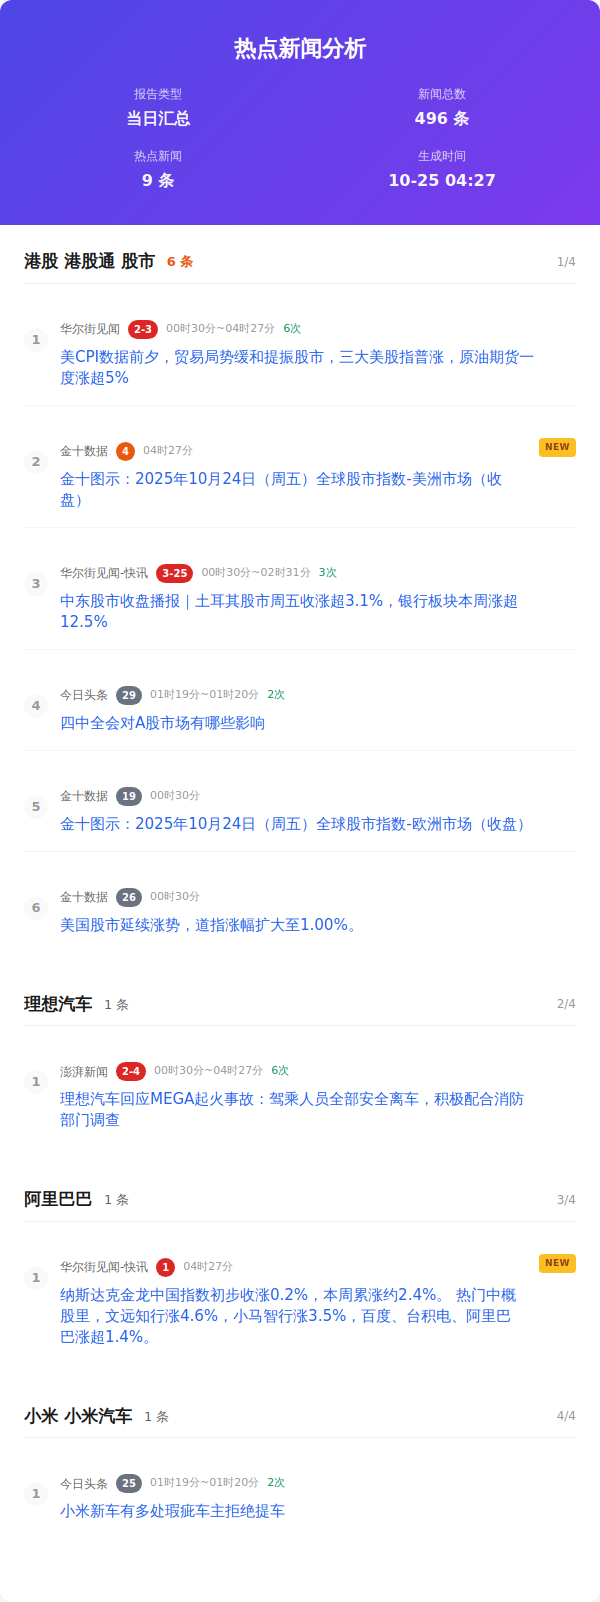 热点新闻分析
报告类型
新闻总数
当日汇总
496 条
热点新闻
生成时间
9 条
10-25 04:27
港股 港股通 股市 6 条 1/4
1 华尔街见闻 2-3 00时30分~04时27分 6次
美CPI数据前夕，贸易局势缓和提振股市，三大美股指普涨，原油期货一
度涨超5%
2 金十数据 4 04时27分 NEW
金十图示：2025年10月24日（周五）全球股市指数-美洲市场（收
盘）
3 华尔街见闻-快讯 3-25 00时30分~02时31分 3次
中东股市收盘播报｜土耳其股市周五收涨超3.1%，银行板块本周涨超
12.5%
4 今日头条 29 01时19分~01时20分 2次
四中全会对A股市场有哪些影响
5 金十数据 19 00时30分
金十图示：2025年10月24日（周五）全球股市指数-欧洲市场（收盘）
6 金十数据 26 00时30分
美国股市延续涨势，道指涨幅扩大至1.00%。
理想汽车 1 条 2/4
1 澎湃新闻 2-4 00时30分~04时27分 6次
理想汽车回应MEGA起火事故：驾乘人员全部安全离车，积极配合消防
部门调查
阿里巴巴 1 条 3/4
1 华尔街见闻-快讯 1 04时27分 NEW
纳斯达克金龙中国指数初步收涨0.2%，本周累涨约2.4%。 热门中概
股里，文远知行涨4.6%，小马智行涨3.5%，百度、台积电、阿里巴
巴涨超1.4%。
小米 小米汽车 1 条 4/4
1 今日头条 25 01时19分~01时20分 2次
小米新车有多处瑕疵车主拒绝提车